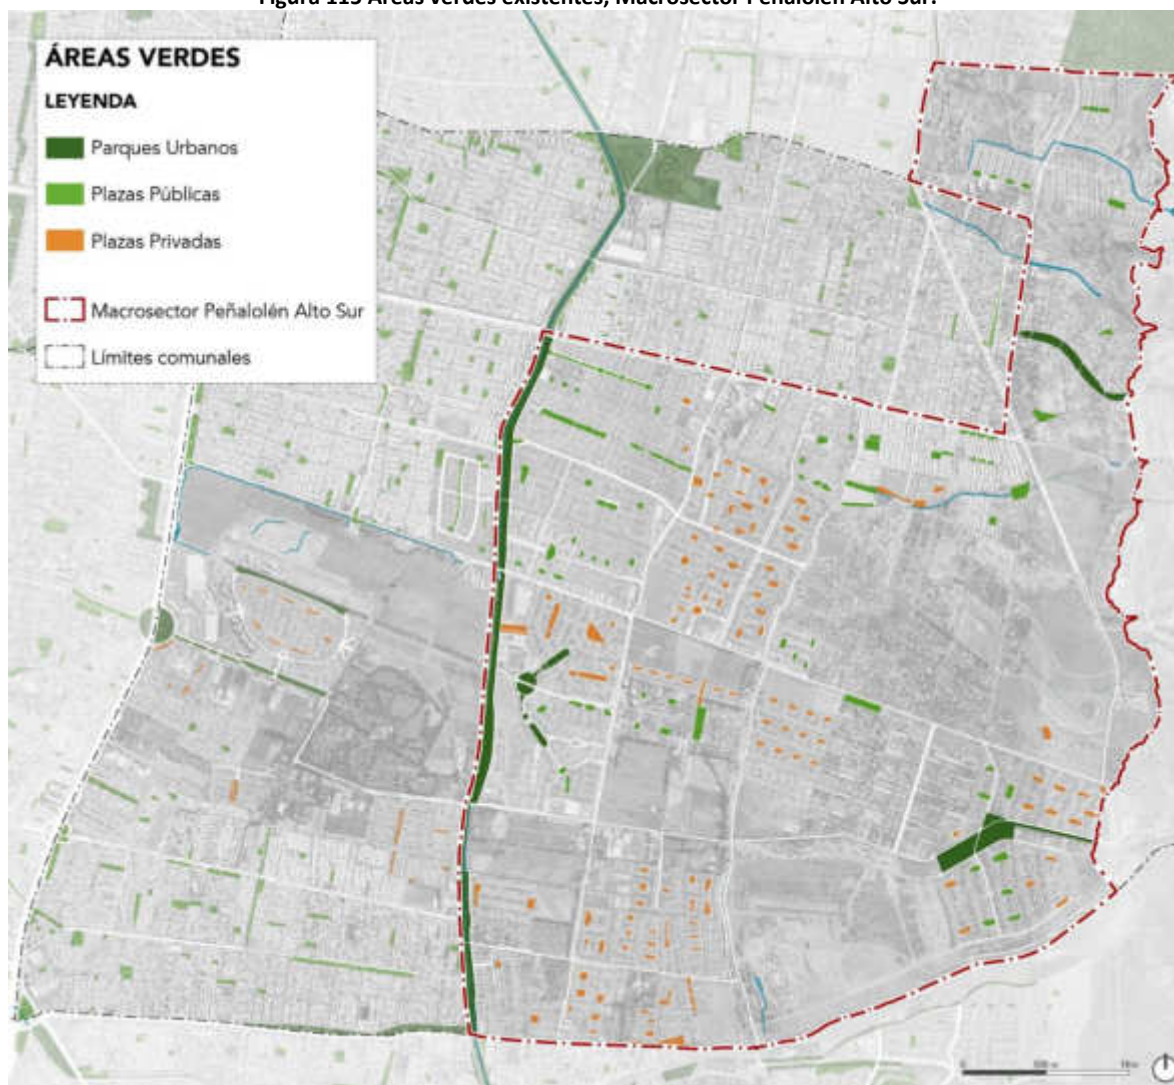 Figura 115 Áreas verdes existentes, Macrosector Peñalolén Alto Sur.
ÁREAS VERDES
LEYENDA
Parques Urbanos
Plazas Públicas
Plazas Privadas
Macrosector Peñalolén Alto Sur
Límites comunales
0